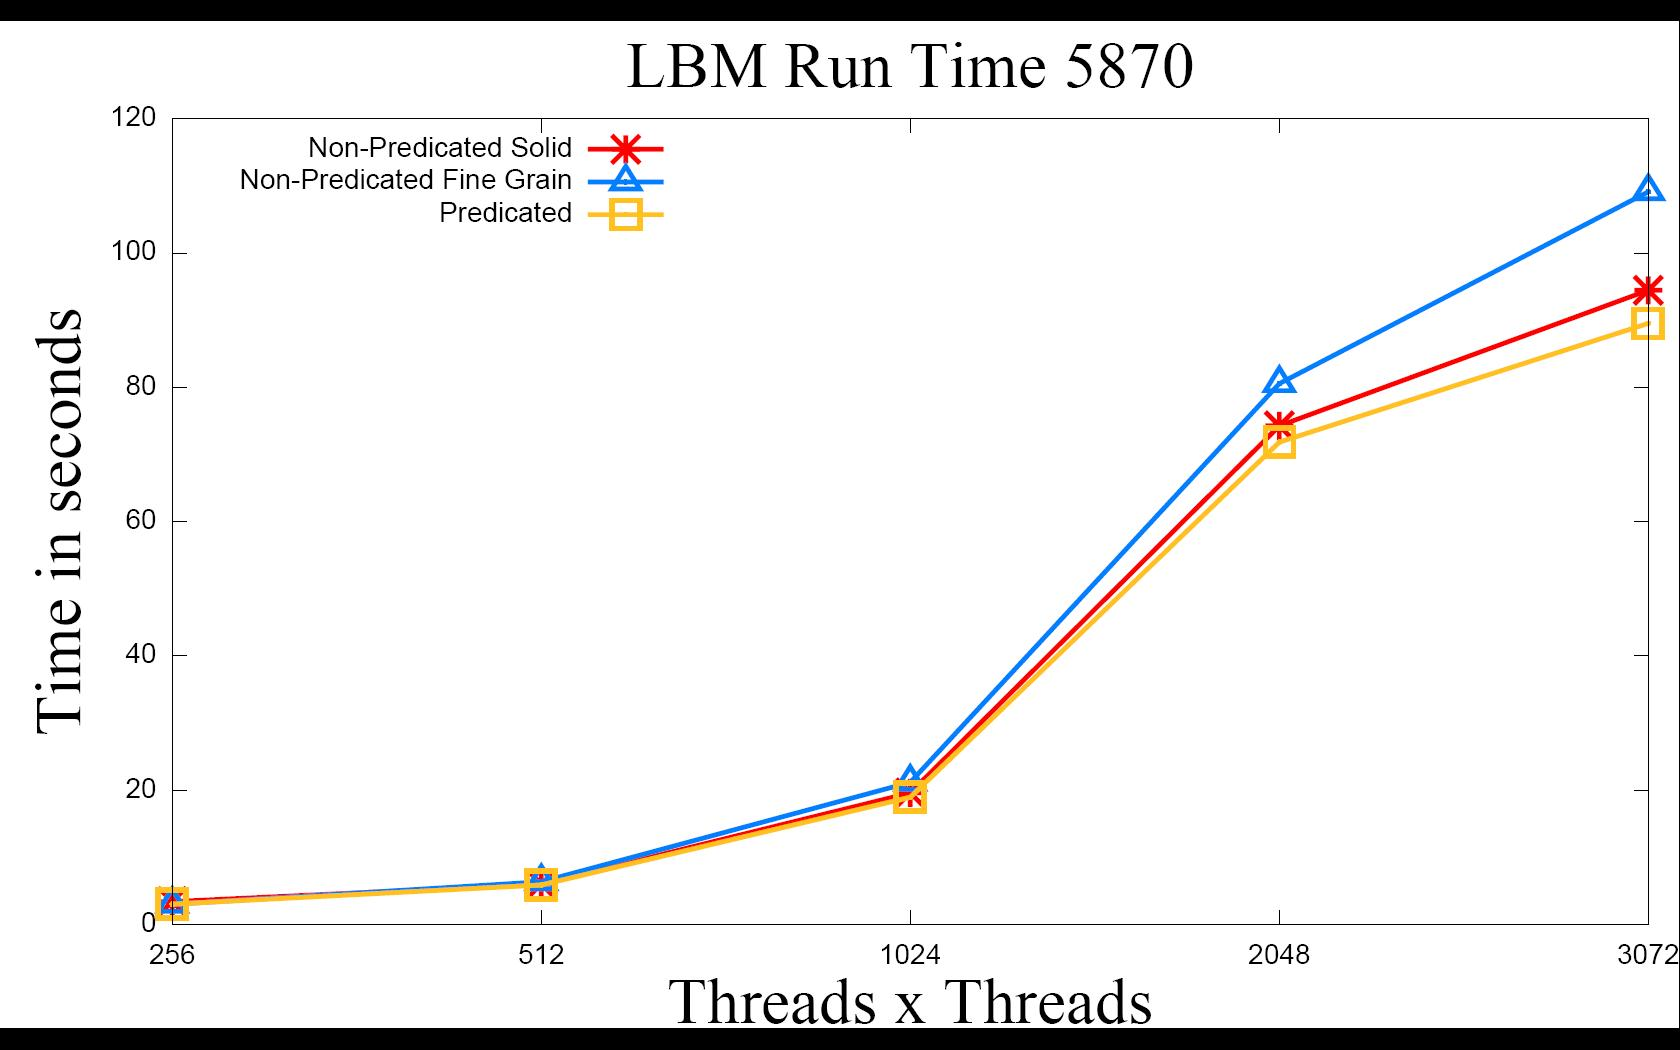 LBM Run Time 5870
120
Non-Predicated Solid
Non-Predicated Fine Grain
Predicated
100
80
60
40
20
0
256 512 1024 2048 3072
Threads x Threads
Time in seconds